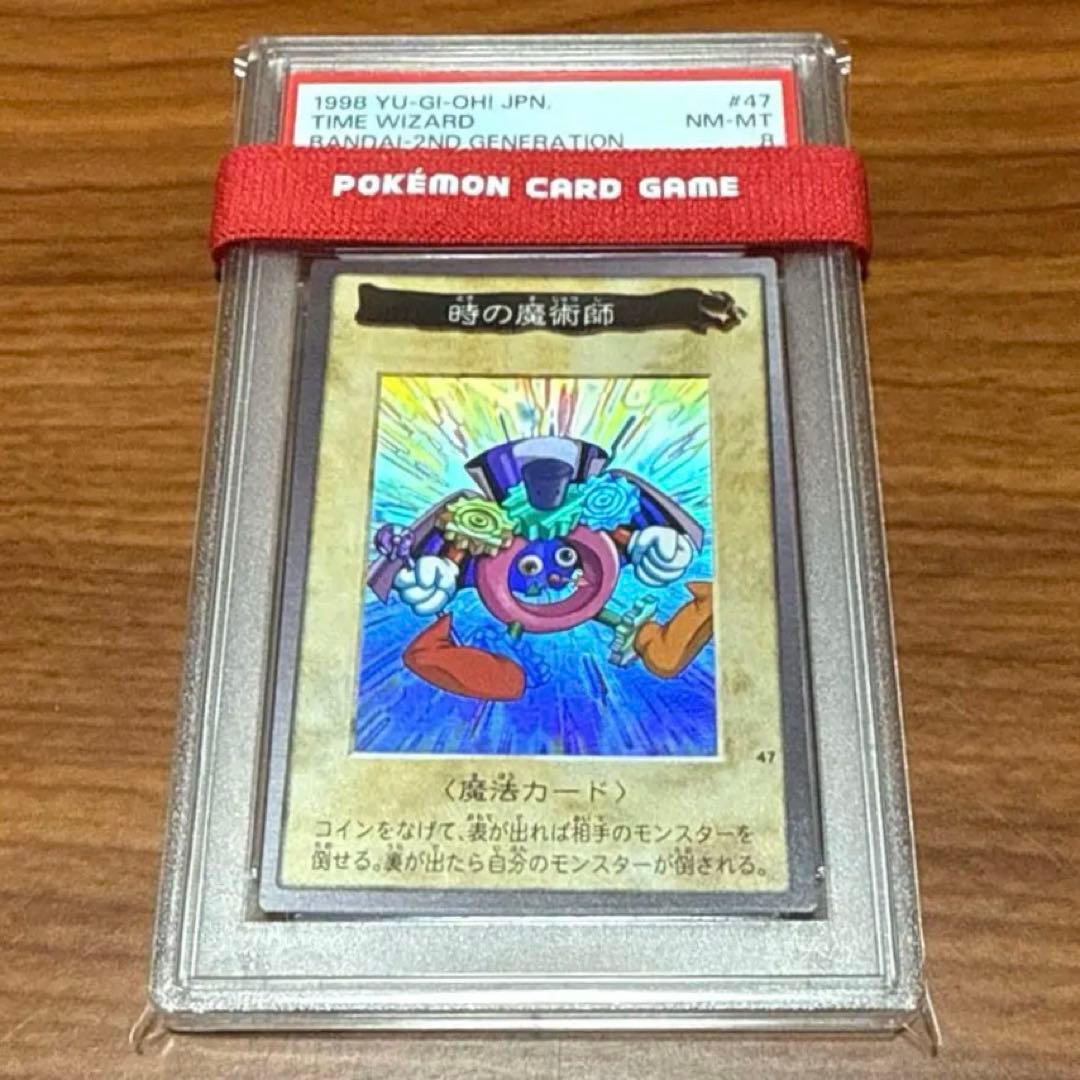 1998 YU-GI-OH! JPN. #47
TIME WIZARD NM-MT
BANDAI-2ND GENERATION 8
POKÉMON CARD GAME
時の魔術師
47
〈魔法カード〉
コインをなげて、表が出れば相手のモンスターを
倒せる。裏が出たら自分のモンスターが倒される。